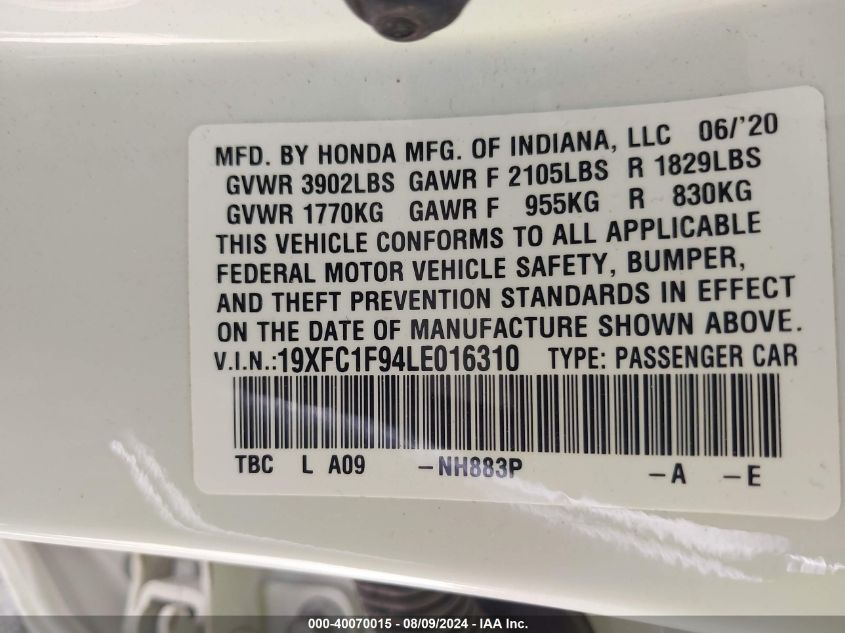 MFD. BY HONDA MFG. OF INDIANA, LLC 06/'20
GVWR 3902LBS GAWR F 2105LBS R 1829LBS
GVWR 1770KG GAWR F 955KG R 830KG
THIS VEHICLE CONFORMS TO ALL APPLICABLE
FEDERAL MOTOR VEHICLE SAFETY, BUMPER,
AND THEFT PREVENTION STANDARDS IN EFFECT
ON THE DATE OF MANUFACTURE SHOWN ABOVE.
V.I.N.:19XFC1F94LE016310 TYPE: PASSENGER CAR
TBC L A09 -NH883P -A -E
000-40070015 - 08/09/2024 - IAA Inc.